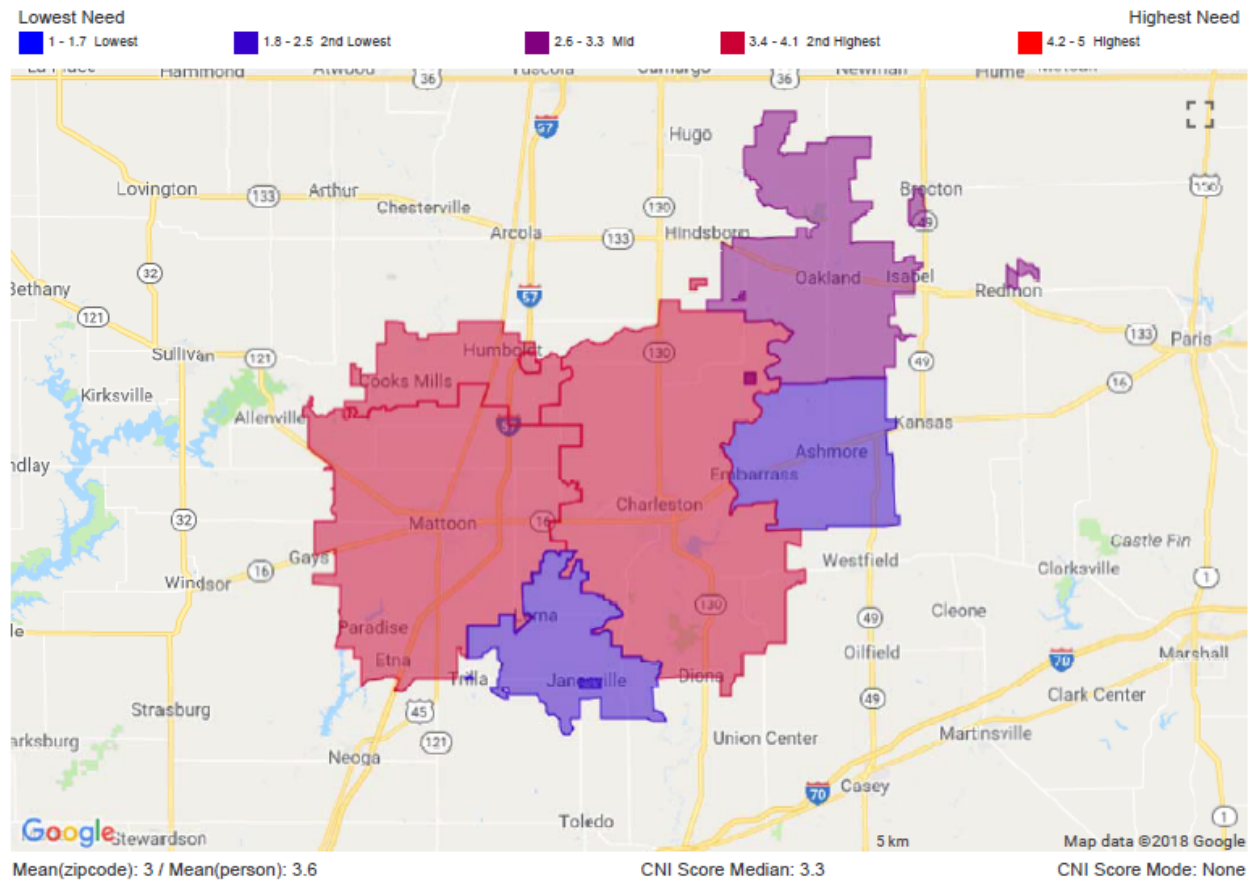 Lowest Need
Highest Need
1 - 1.7 Lowest
1.8 - 2.5 2nd Lowest
2.6 - 3.3 Mid
3.4 - 4.1 2nd Highest
4.2 - 5 Highest
Hammond
Atwood
36
Tuscola
Camargo
36
Newman
Hume
57
Hugo
Lovington
133
Arthur
Chesterville
130
Brocton
49
Arcola
133
Hindsboro
32
Bethany
57
Oakland
Isabel
Redmon
121
Sullivan
121
Humboldt
130
133
Paris
49
Kirksville
Cooks Mills
16
Allenville
57
Kansas
Ashmore
Embarrass
Charleston
32
Mattoon
16
Castle Fin
Gays
Westfield
Clarksville
16
Windsor
1
130
49
Cleone
Paradise
Oilfield
70
Marshall
Etna
Trilla
Janesville
Diona
49
Clark Center
Strasburg
45
121
Union Center
Martinsville
Neoga
70
Casey
Toledo
1
Google
Stewardson
5 km
Map data ©2018 Google
Mean(zipcode): 3 / Mean(person): 3.6
CNI Score Median: 3.3
CNI Score Mode: None